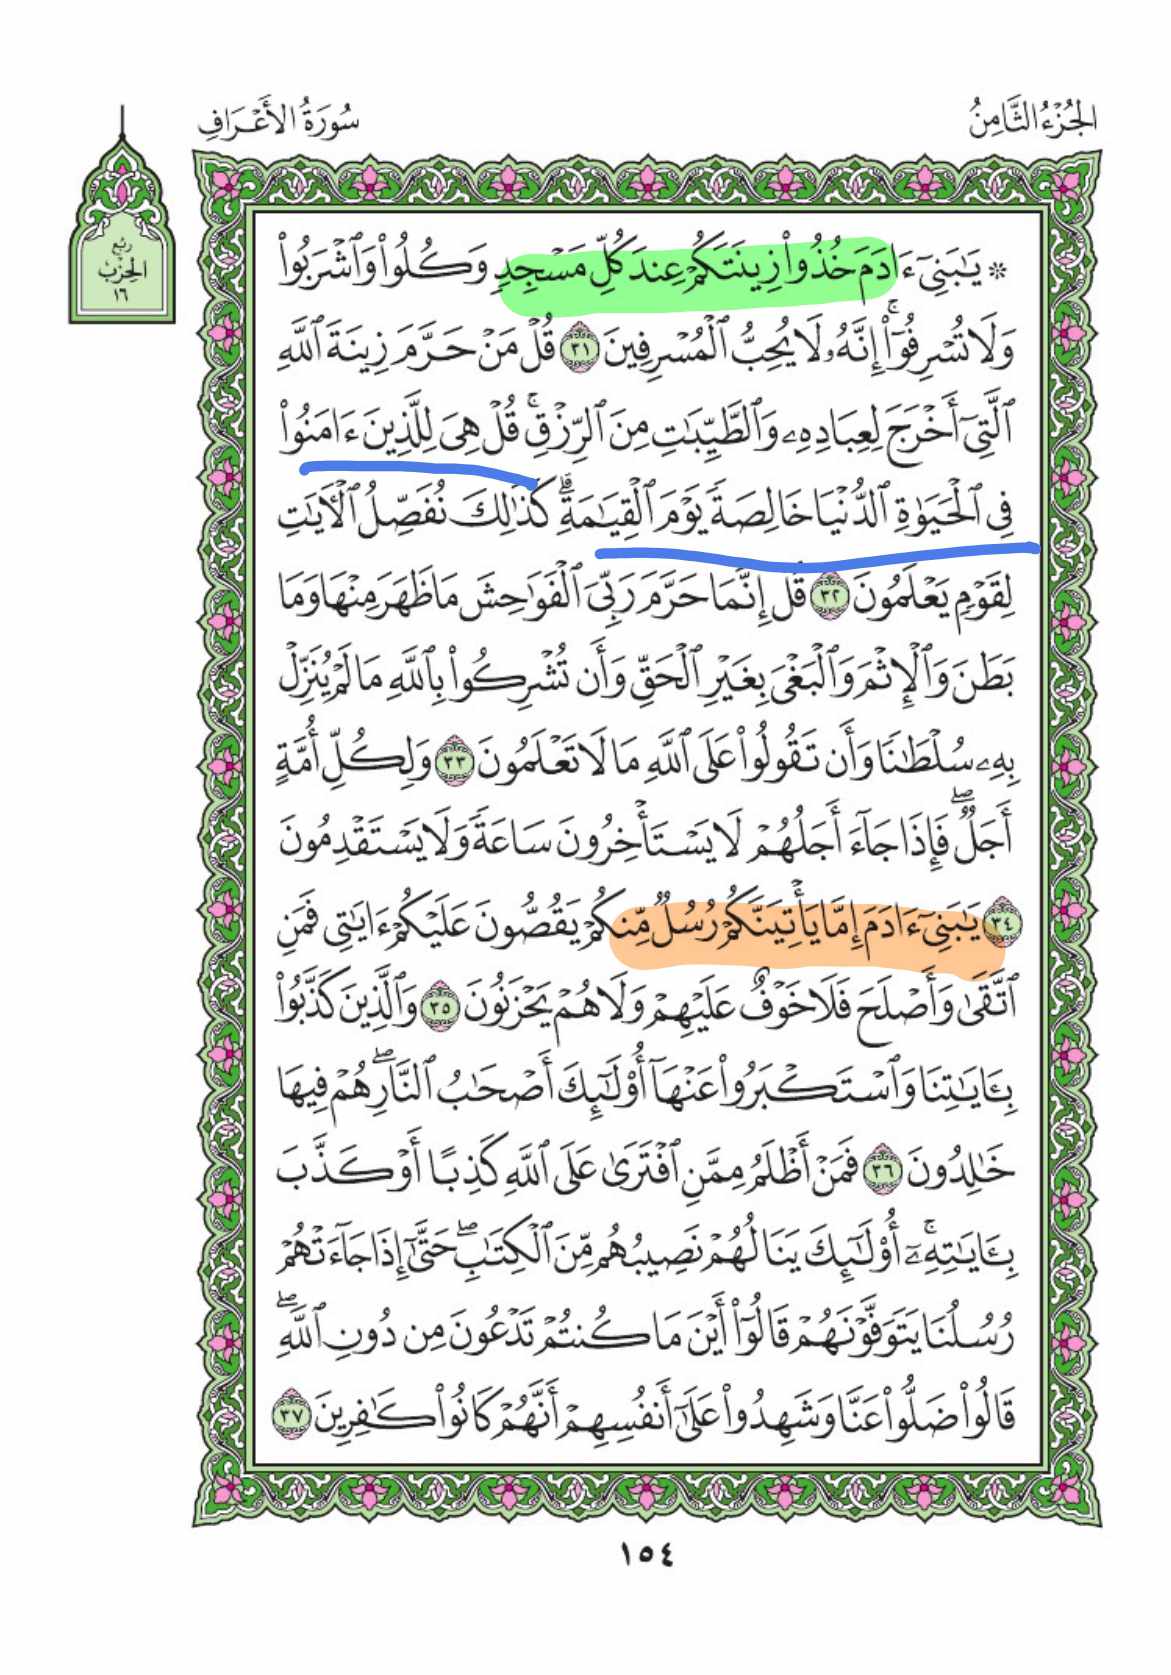 الجُزْءُ الثَّامِنُ
سُورَةُ الأَعْرَافِ
رُبْع
الحِزْب
١٦
۞ يَٰبَنِيٓ ءَادَمَ خُذُواْ زِينَتَكُمْ عِندَ كُلِّ مَسْجِدٖ وَكُلُواْ وَٱشْرَبُواْ
وَلَا تُسْرِفُوٓاْۚ إِنَّهُۥ لَا يُحِبُّ ٱلْمُسْرِفِينَ ٣١ قُلْ مَنْ حَرَّمَ زِينَةَ ٱللَّهِ
ٱلَّتِيٓ أَخْرَجَ لِعِبَادِهِۦ وَٱلطَّيِّبَٰتِ مِنَ ٱلرِّزْقِۚ قُلْ هِيَ لِلَّذِينَ ءَامَنُواْ
فِي ٱلْحَيَوٰةِ ٱلدُّنْيَا خَالِصَةٗ يَوْمَ ٱلْقِيَٰمَةِۗ كَذَٰلِكَ نُفَصِّلُ ٱلْأٓيَٰتِ
لِقَوْمٖ يَعْلَمُونَ ٣٢ قُلْ إِنَّمَا حَرَّمَ رَبِّيَ ٱلْفَوَٰحِشَ مَا ظَهَرَ مِنْهَا وَمَا
بَطَنَ وَٱلْإِثْمَ وَٱلْبَغْيَ بِغَيْرِ ٱلْحَقِّ وَأَن تُشْرِكُواْ بِٱللَّهِ مَا لَمْ يُنَزِّلْ
بِهِۦ سُلْطَٰنٗا وَأَن تَقُولُواْ عَلَى ٱللَّهِ مَا لَا تَعْلَمُونَ ٣٣ وَلِكُلِّ أُمَّةٍ
أَجَلٞۖ فَإِذَا جَآءَ أَجَلُهُمْ لَا يَسْتَأْخِرُونَ سَاعَةٗ وَلَا يَسْتَقْدِمُونَ
٣٤ يَٰبَنِيٓ ءَادَمَ إِمَّا يَأْتِيَنَّكُمْ رُسُلٞ مِّنكُمْ يَقُصُّونَ عَلَيْكُمْ ءَايَٰتِي فَمَنِ
ٱتَّقَىٰ وَأَصْلَحَ فَلَا خَوْفٌ عَلَيْهِمْ وَلَا هُمْ يَحْزَنُونَ ٣٥ وَٱلَّذِينَ كَذَّبُواْ
بِـَٔايَٰتِنَا وَٱسْتَكْبَرُواْ عَنْهَآ أُوْلَٰٓئِكَ أَصْحَٰبُ ٱلنَّارِۖ هُمْ فِيهَا
خَٰلِدُونَ ٣٦ فَمَنْ أَظْلَمُ مِمَّنِ ٱفْتَرَىٰ عَلَى ٱللَّهِ كَذِبًا أَوْ كَذَّبَ
بِـَٔايَٰتِهِۦٓۚ أُوْلَٰٓئِكَ يَنَالُهُمْ نَصِيبُهُم مِّنَ ٱلْكِتَٰبِۖ حَتَّىٰٓ إِذَا جَآءَتْهُمْ
رُسُلُنَا يَتَوَفَّوْنَهُمْ قَالُوٓاْ أَيْنَ مَا كُنتُمْ تَدْعُونَ مِن دُونِ ٱللَّهِۖ
قَالُواْ ضَلُّواْ عَنَّا وَشَهِدُواْ عَلَىٰٓ أَنفُسِهِمْ أَنَّهُمْ كَانُواْ كَٰفِرِينَ ٣٧
١٥٤